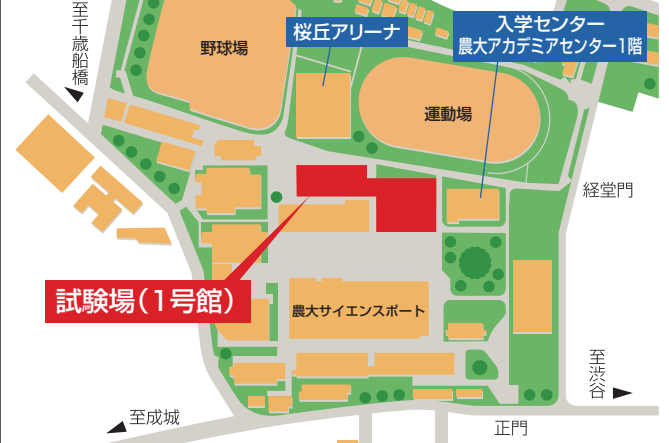 至千歳船橋
野球場
桜丘アリーナ
入学センター
農大アカデミアセンター1階
運動場
経堂門
試験場(1号館)
農大サイエンスポート
至渋谷
至成城
正門